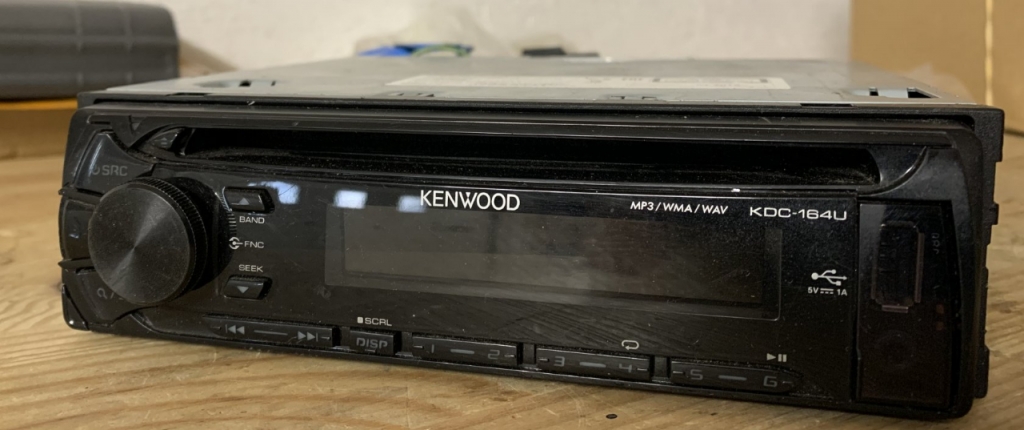 SRC
BAND
FNC
SEEK
KENWOOD
MP3/WMA/WAV KDC-164U
5V 1A
SCRL
DISP
1 2
3 4
5 6